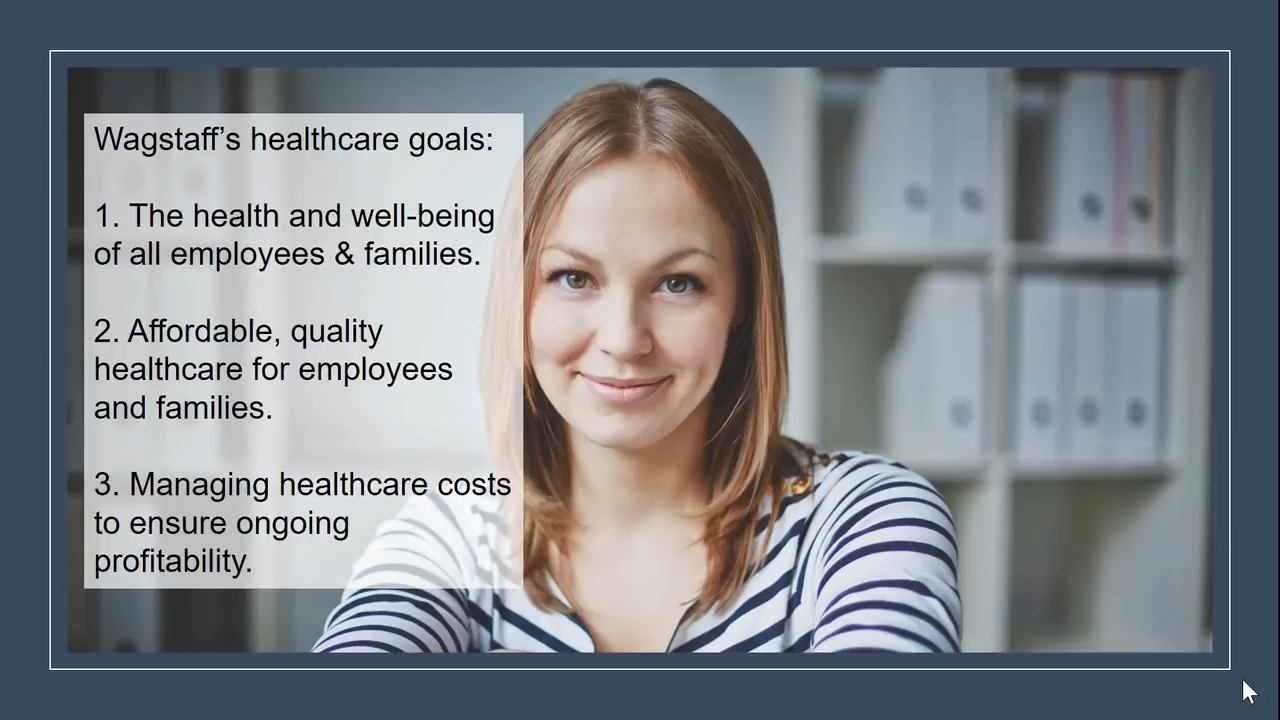 Wagstaff’s healthcare goals:
1. The health and well-being
of all employees & families.
2. Affordable, quality
healthcare for employees
and families.
3. Managing healthcare costs
to ensure ongoing
profitability.